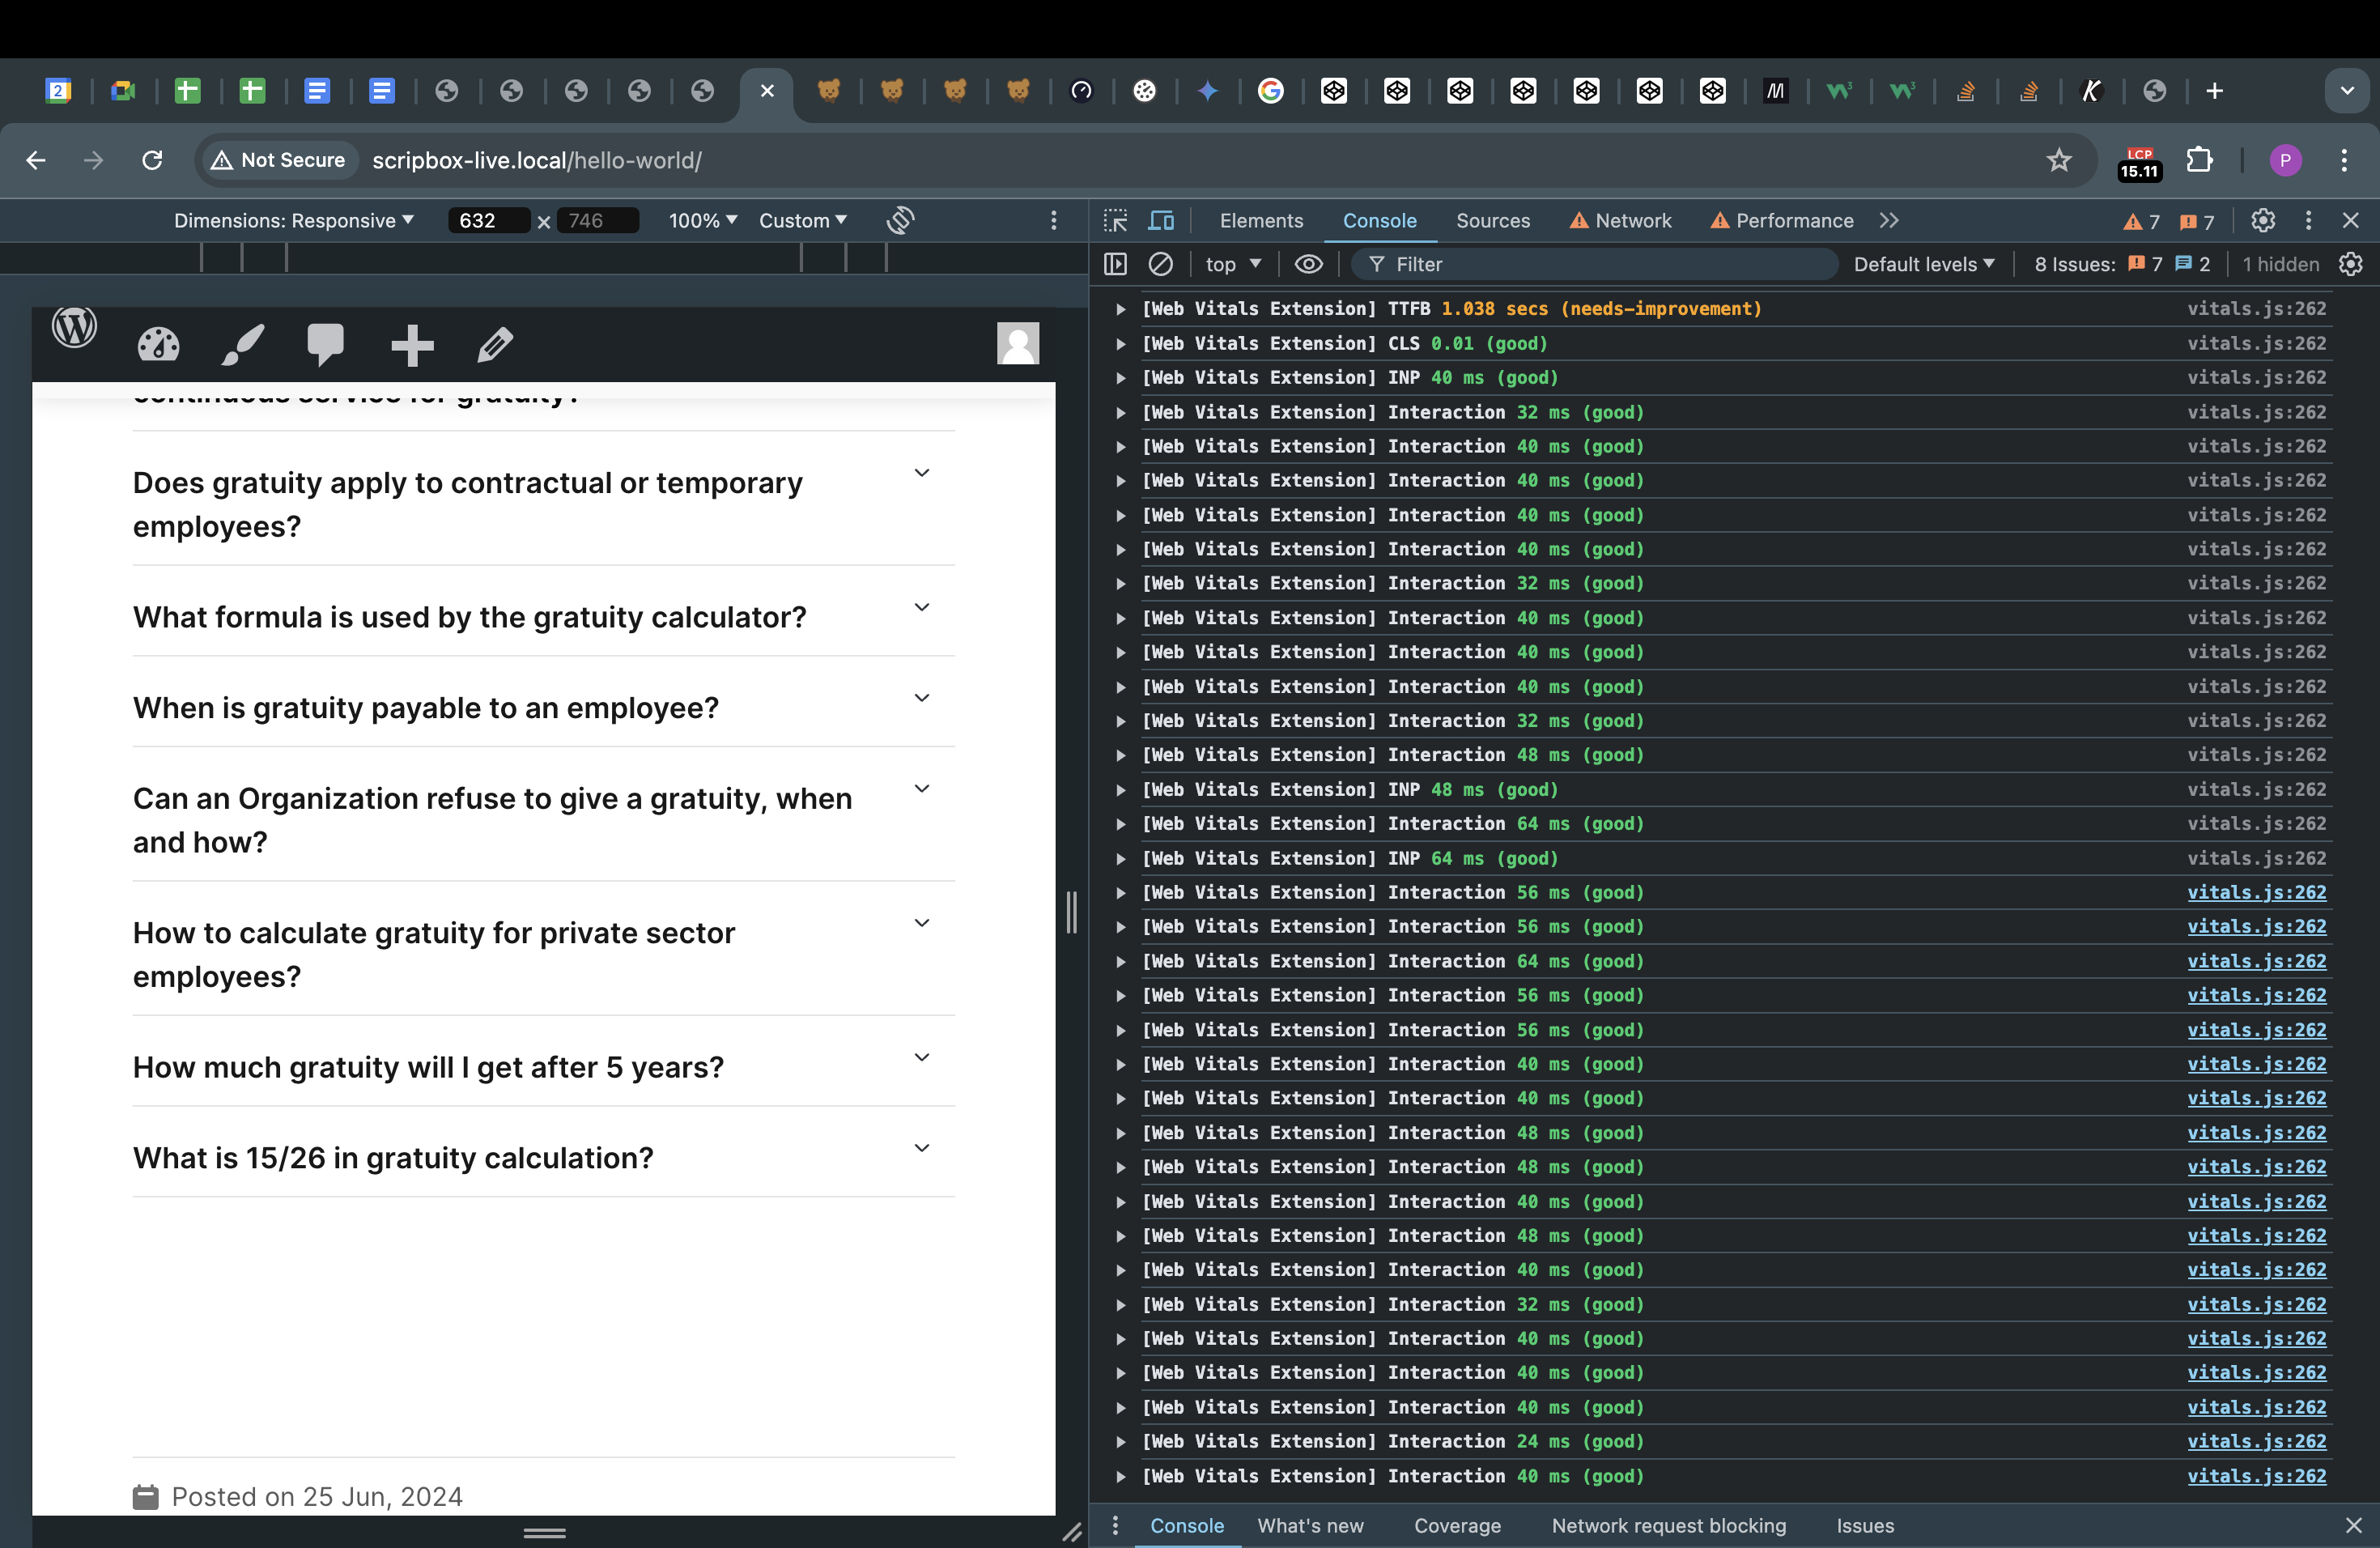 2
Not Secure
scripbox-live.local/hello-world/
LCP
15.11
P
Dimensions: Responsive
632 × 746
100%
Custom
Elements
Console
Sources
Network
Performance
7
7
top
Filter
Default levels
8 Issues:
7
2
1 hidden
continuous service for gratuity?
Does gratuity apply to contractual or temporary
employees?
What formula is used by the gratuity calculator?
When is gratuity payable to an employee?
Can an Organization refuse to give a gratuity, when
and how?
How to calculate gratuity for private sector
employees?
How much gratuity will I get after 5 years?
What is 15/26 in gratuity calculation?
Posted on 25 Jun, 2024
[Web Vitals Extension] TTFB 1.038 secs (needs-improvement) vitals.js:262
[Web Vitals Extension] CLS 0.01 (good) vitals.js:262
[Web Vitals Extension] INP 40 ms (good) vitals.js:262
[Web Vitals Extension] Interaction 32 ms (good) vitals.js:262
[Web Vitals Extension] Interaction 40 ms (good) vitals.js:262
[Web Vitals Extension] Interaction 40 ms (good) vitals.js:262
[Web Vitals Extension] Interaction 40 ms (good) vitals.js:262
[Web Vitals Extension] Interaction 40 ms (good) vitals.js:262
[Web Vitals Extension] Interaction 32 ms (good) vitals.js:262
[Web Vitals Extension] Interaction 40 ms (good) vitals.js:262
[Web Vitals Extension] Interaction 40 ms (good) vitals.js:262
[Web Vitals Extension] Interaction 40 ms (good) vitals.js:262
[Web Vitals Extension] Interaction 32 ms (good) vitals.js:262
[Web Vitals Extension] Interaction 48 ms (good) vitals.js:262
[Web Vitals Extension] INP 48 ms (good) vitals.js:262
[Web Vitals Extension] Interaction 64 ms (good) vitals.js:262
[Web Vitals Extension] INP 64 ms (good) vitals.js:262
[Web Vitals Extension] Interaction 56 ms (good) vitals.js:262
[Web Vitals Extension] Interaction 56 ms (good) vitals.js:262
[Web Vitals Extension] Interaction 64 ms (good) vitals.js:262
[Web Vitals Extension] Interaction 56 ms (good) vitals.js:262
[Web Vitals Extension] Interaction 56 ms (good) vitals.js:262
[Web Vitals Extension] Interaction 40 ms (good) vitals.js:262
[Web Vitals Extension] Interaction 40 ms (good) vitals.js:262
[Web Vitals Extension] Interaction 48 ms (good) vitals.js:262
[Web Vitals Extension] Interaction 48 ms (good) vitals.js:262
[Web Vitals Extension] Interaction 40 ms (good) vitals.js:262
[Web Vitals Extension] Interaction 48 ms (good) vitals.js:262
[Web Vitals Extension] Interaction 40 ms (good) vitals.js:262
[Web Vitals Extension] Interaction 32 ms (good) vitals.js:262
[Web Vitals Extension] Interaction 40 ms (good) vitals.js:262
[Web Vitals Extension] Interaction 40 ms (good) vitals.js:262
[Web Vitals Extension] Interaction 40 ms (good) vitals.js:262
[Web Vitals Extension] Interaction 24 ms (good) vitals.js:262
[Web Vitals Extension] Interaction 40 ms (good) vitals.js:262
Console
What's new
Coverage
Network request blocking
Issues